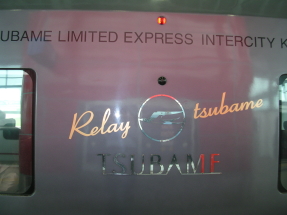 UBAME LIMITED EXPRESS INTERCITY K
Relay tsubame
TSUBAME